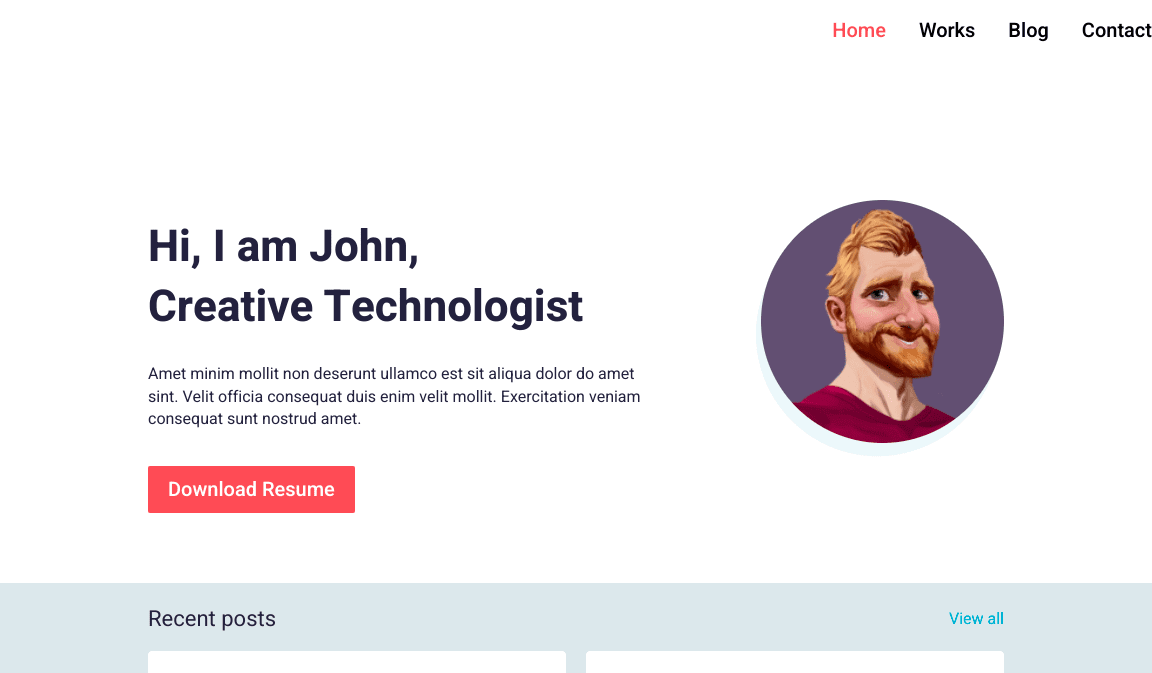 Home Works Blog Contact
Hi, I am John,
Creative Technologist
Amet minim mollit non deserunt ullamco est sit aliqua dolor do amet
sint. Velit officia consequat duis enim velit mollit. Exercitation veniam
consequat sunt nostrud amet.
Download Resume
Recent posts View all